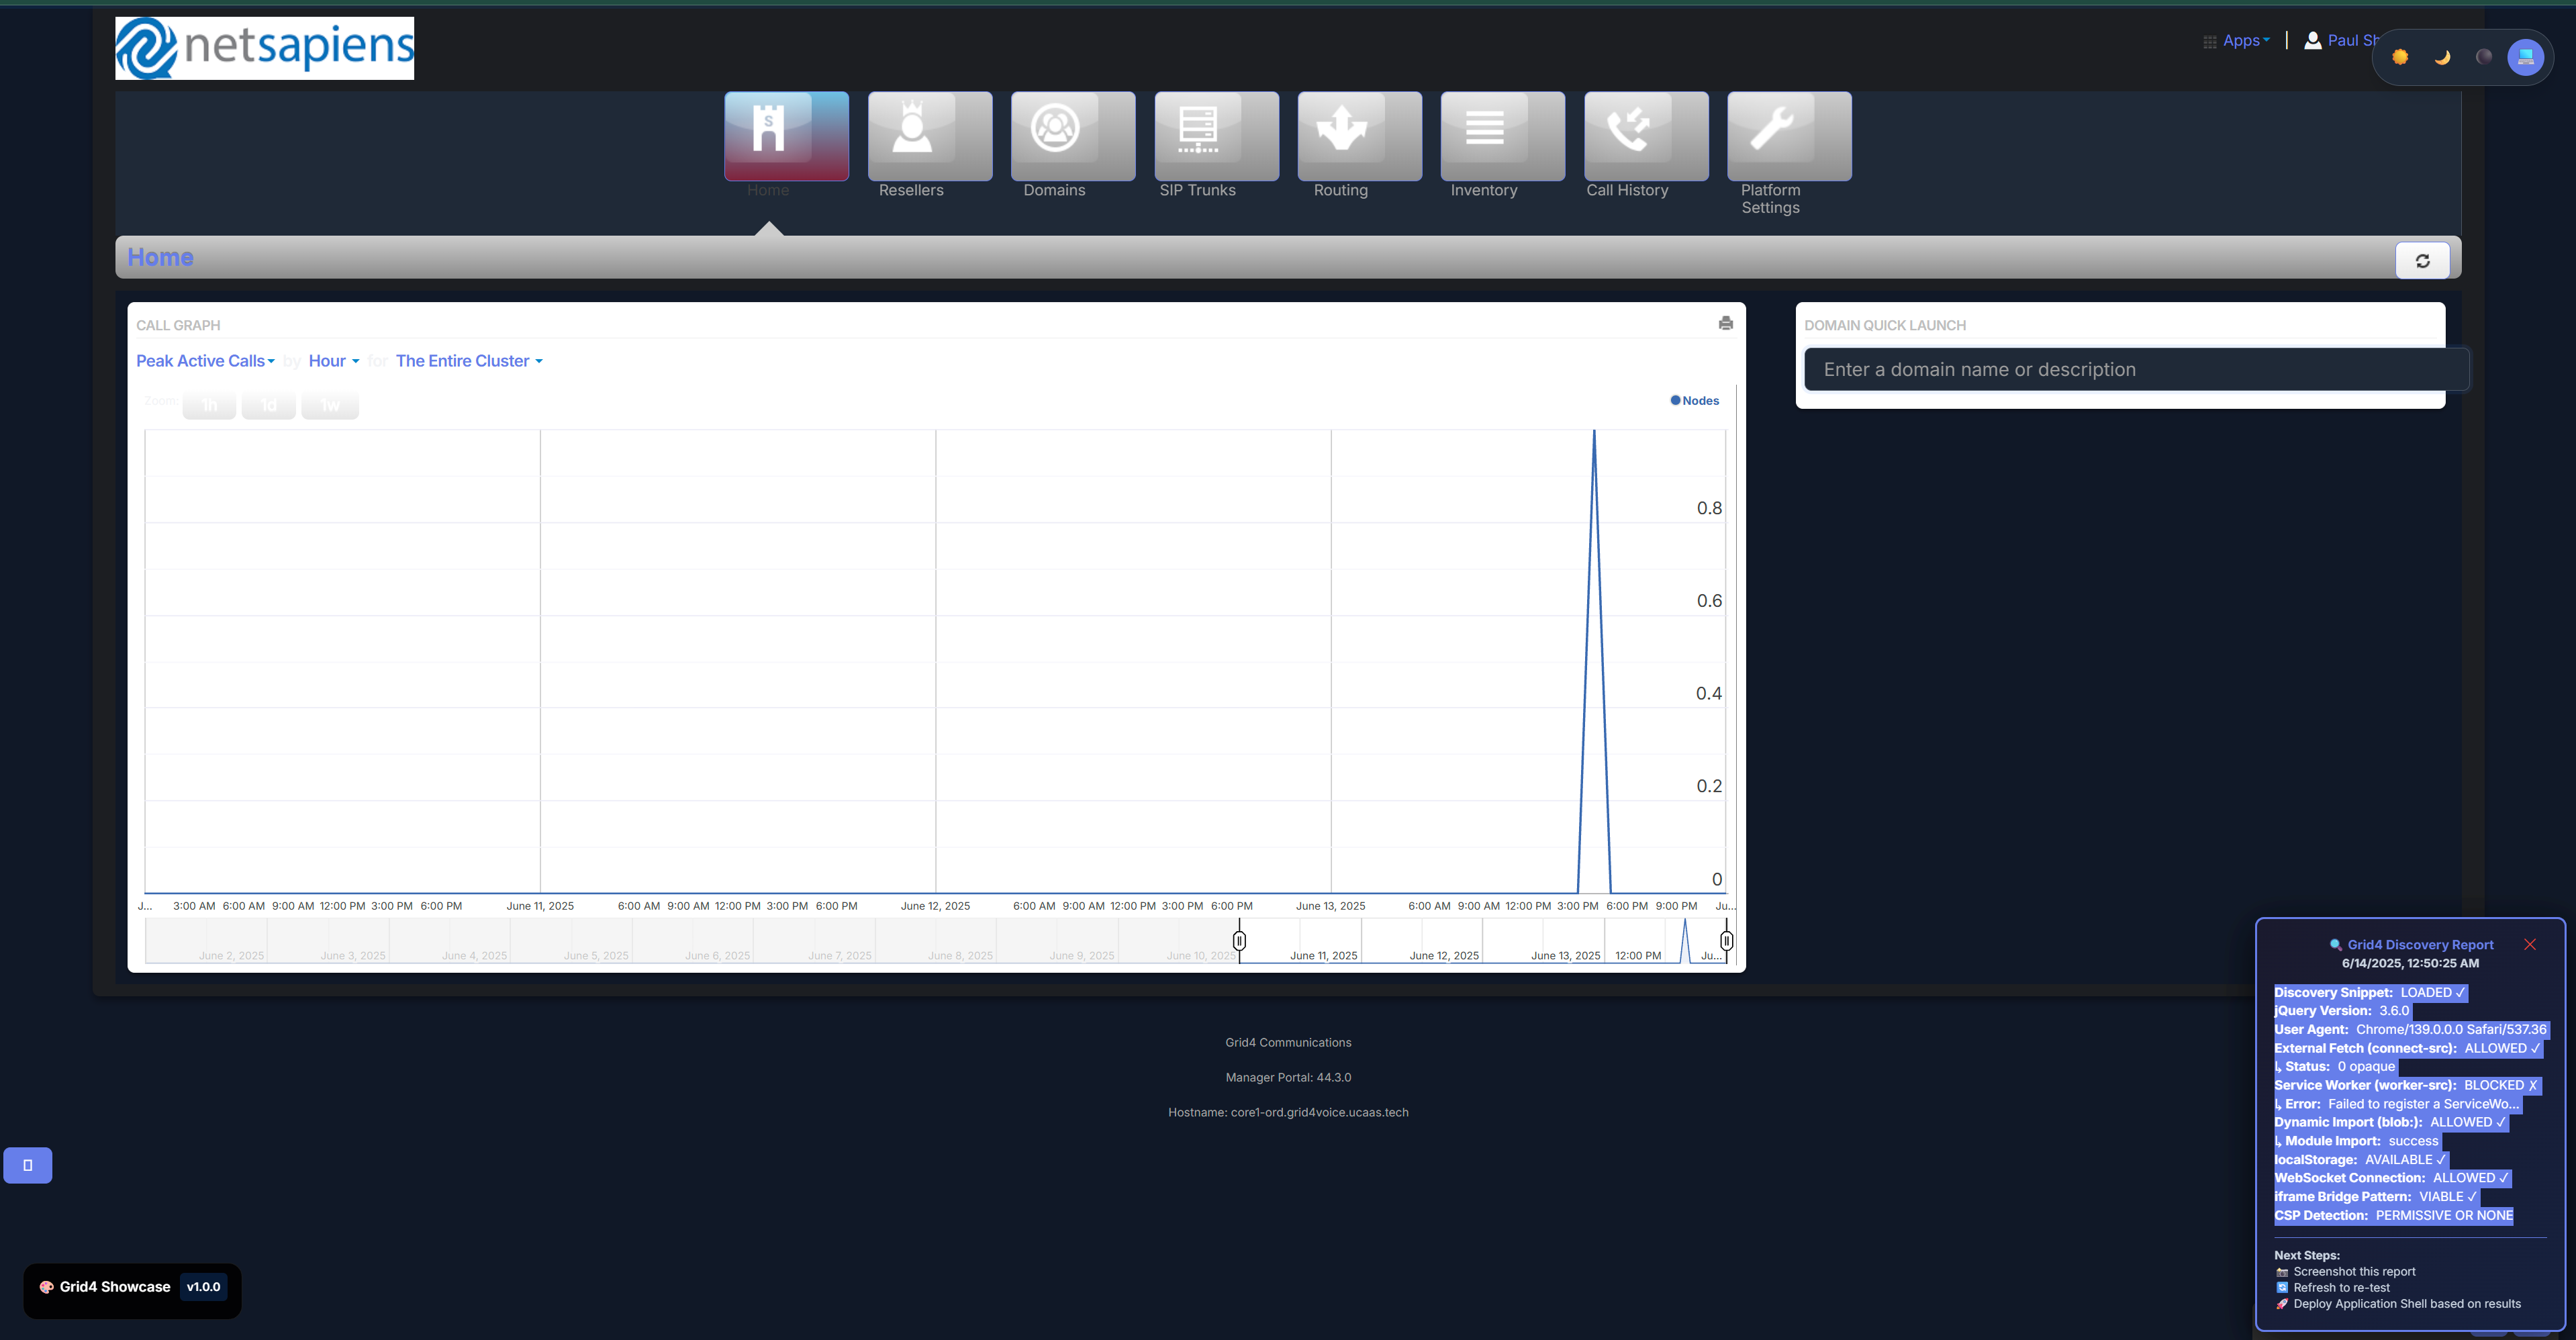 netsapiens
Apps
Paul Sh
S
Home
Resellers
Domains
SIP Trunks
Routing
Inventory
Call History
Platform
Settings
Home
CALL GRAPH
Peak Active Calls by Hour for The Entire Cluster
Zoom: 1h 1d 1w
Nodes
0.8
0.6
0.4
0.2
0
J... 3:00 AM 6:00 AM 9:00 AM 12:00 PM 3:00 PM 6:00 PM June 11, 2025 6:00 AM 9:00 AM 12:00 PM 3:00 PM 6:00 PM June 12, 2025 6:00 AM 9:00 AM 12:00 PM 3:00 PM 6:00 PM June 13, 2025 6:00 AM 9:00 AM 12:00 PM 3:00 PM 6:00 PM 9:00 PM Ju...
June 2, 2025 June 3, 2025 June 4, 2025 June 5, 2025 June 6, 2025 June 7, 2025 June 8, 2025 June 9, 2025 June 10, 2025 June 11, 2025 June 12, 2025 June 13, 2025 12:00 PM Ju...
DOMAIN QUICK LAUNCH
Enter a domain name or description
Grid4 Communications
Manager Portal: 44.3.0
Hostname: core1-ord.grid4voice.ucaas.tech
Grid4 Showcase v1.0.0
Grid4 Discovery Report
6/14/2025, 12:50:25 AM
Discovery Snippet: LOADED ✓
jQuery Version: 3.6.0
User Agent: Chrome/139.0.0.0 Safari/537.36
External Fetch (connect-src): ALLOWED ✓
↳ Status: 0 opaque
Service Worker (worker-src): BLOCKED ✗
↳ Error: Failed to register a ServiceWo...
Dynamic Import (blob:): ALLOWED ✓
↳ Module Import: success
localStorage: AVAILABLE ✓
WebSocket Connection: ALLOWED ✓
iframe Bridge Pattern: VIABLE ✓
CSP Detection: PERMISSIVE OR NONE
Next Steps:
📸 Screenshot this report
🔄 Refresh to re-test
🚀 Deploy Application Shell based on results